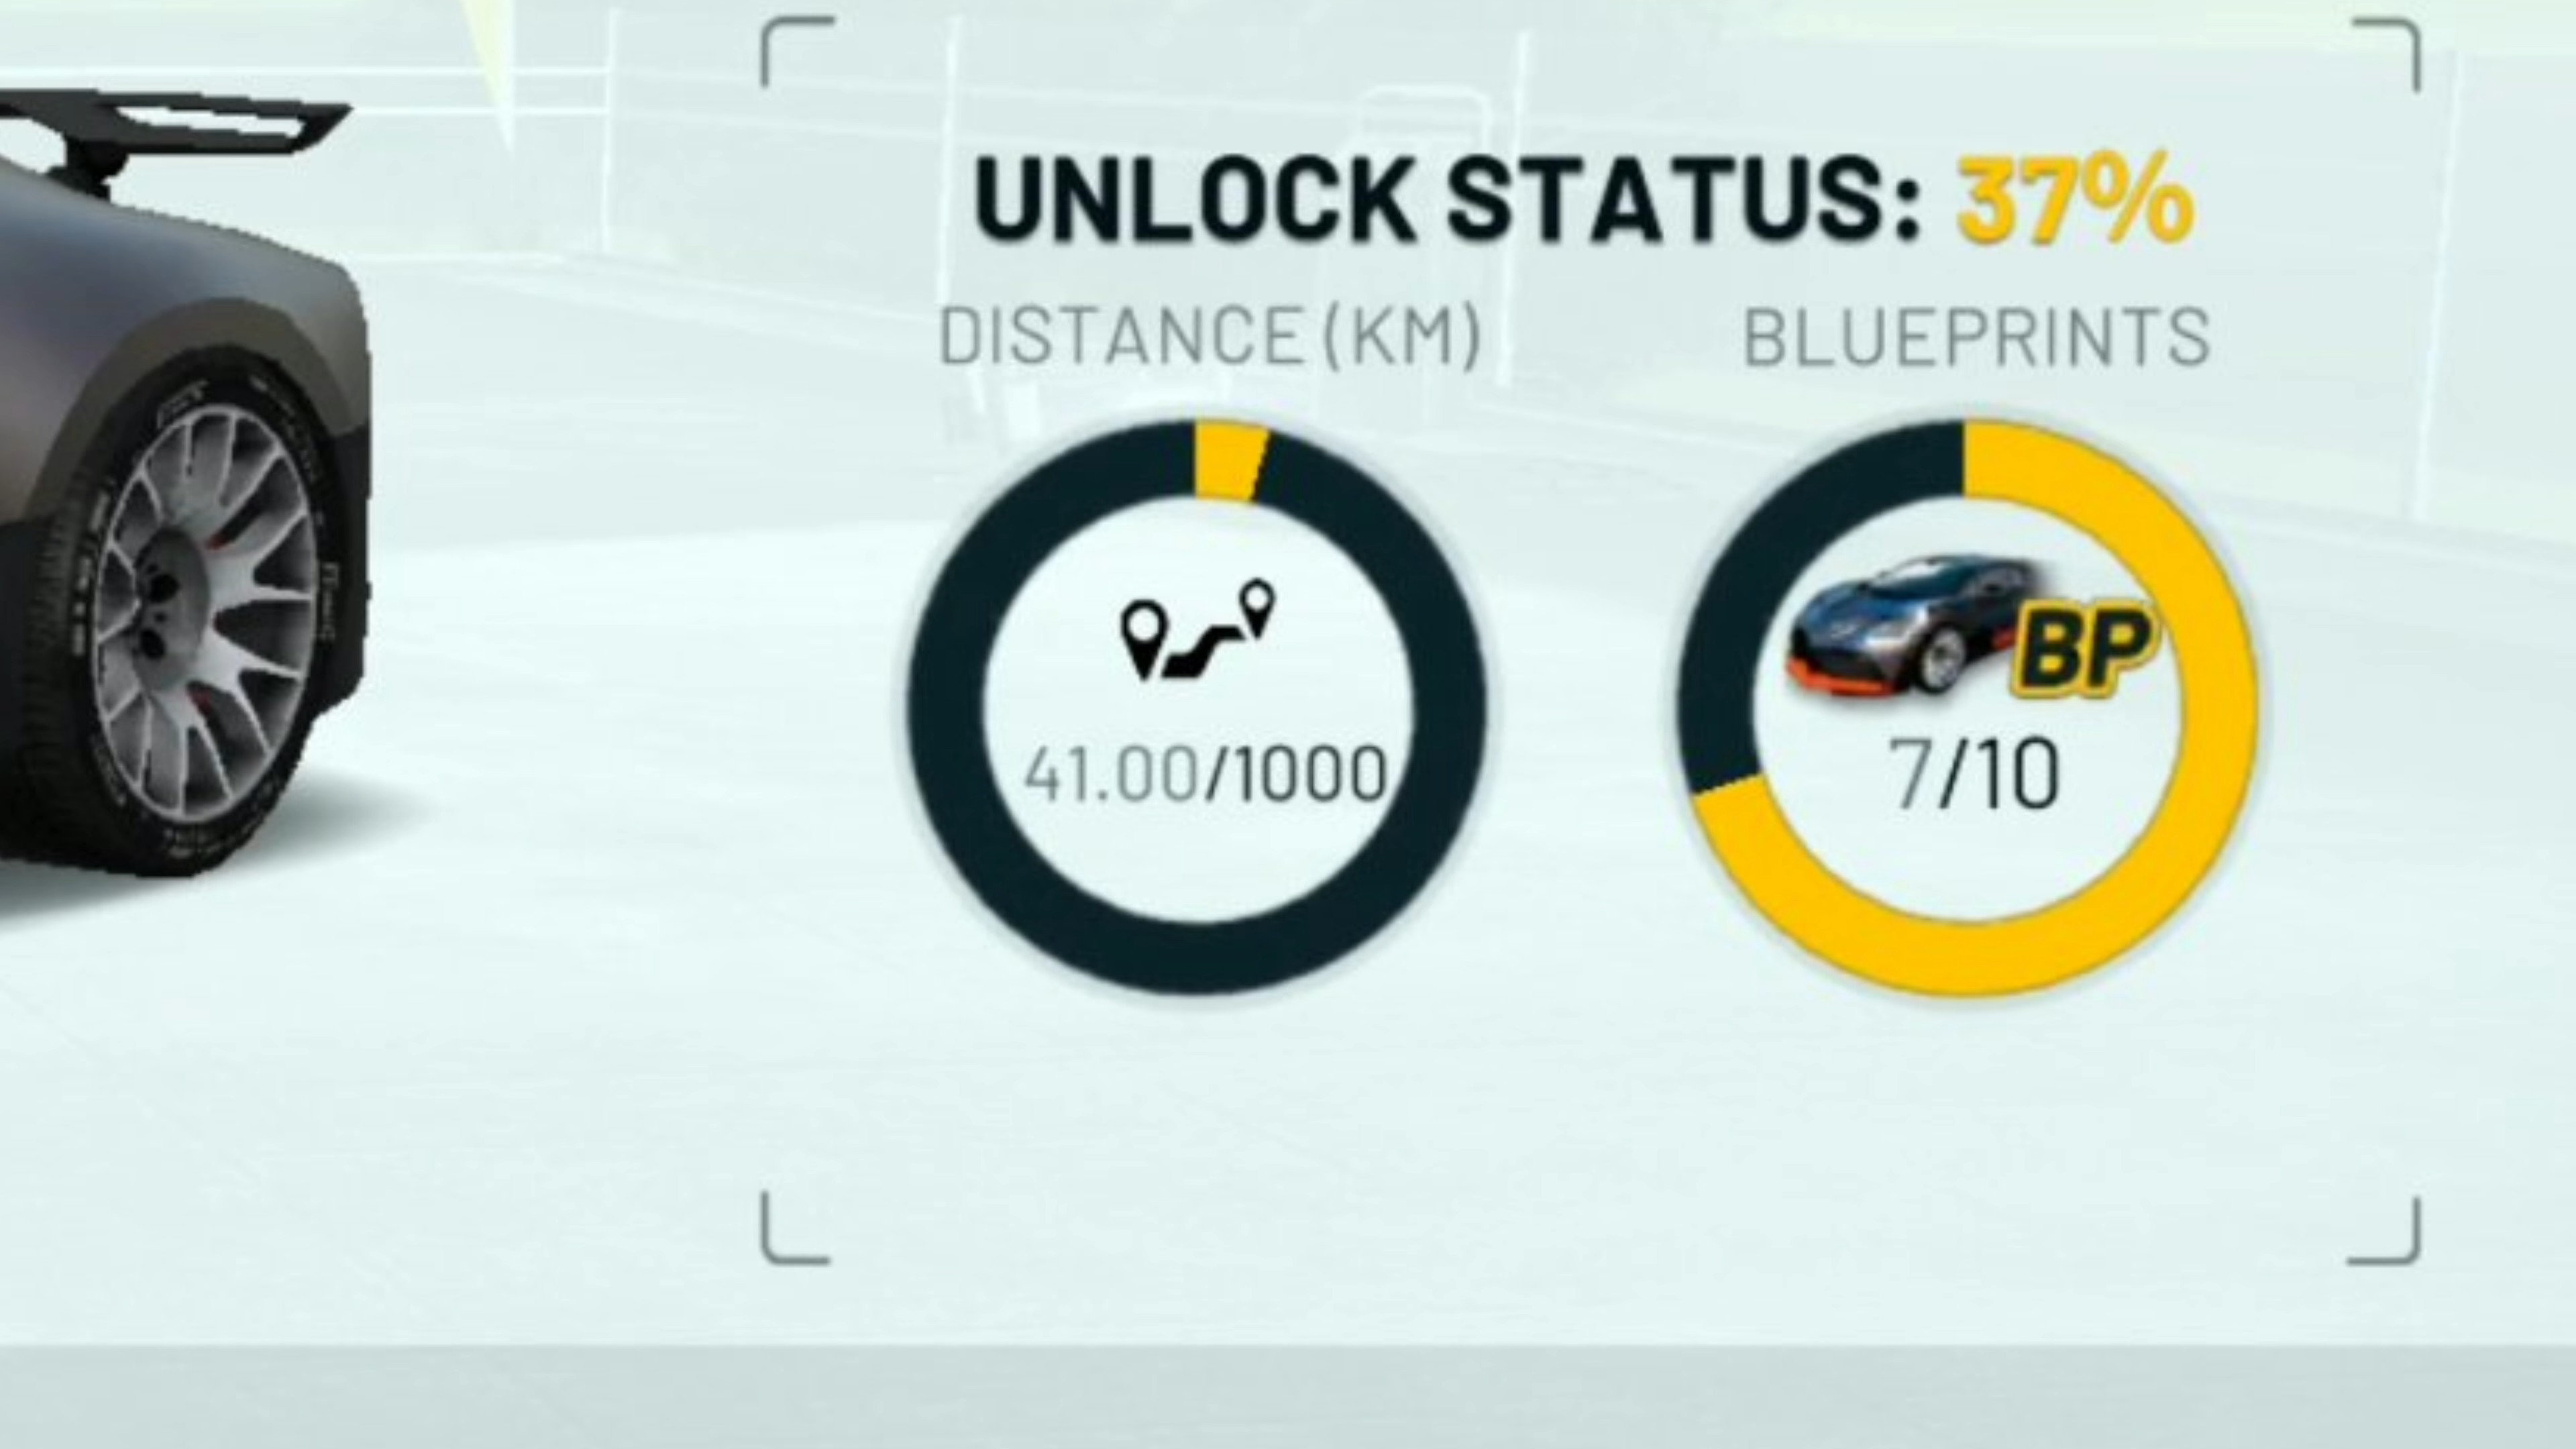 UNLOCK STATUS: 37%
DISTANCE (KM)
BLUEPRINTS
BP
41.00/1000
7/10